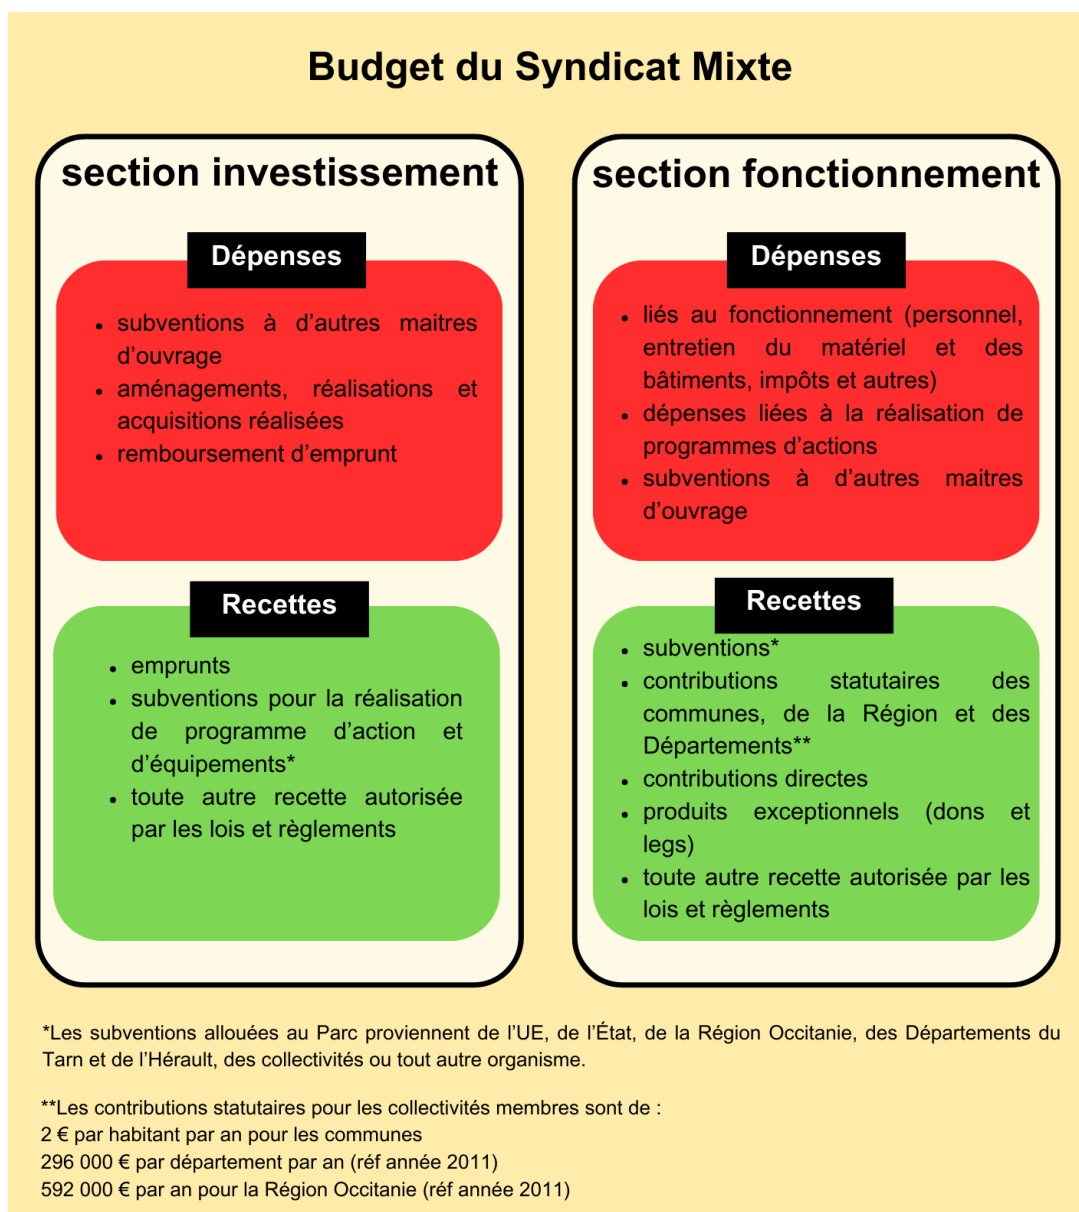 Budget du Syndicat Mixte
section investissement
Dépenses
• subventions à d'autres maitres
d'ouvrage
• aménagements, réalisations et
acquisitions réalisées
• remboursement d'emprunt
Recettes
• emprunts
• subventions pour la réalisation
de programme d'action et
d'équipements*
• toute autre recette autorisée
par les lois et règlements
section fonctionnement
Dépenses
• liés au fonctionnement (personnel,
entretien du matériel et des
bâtiments, impôts et autres)
• dépenses liées à la réalisation de
programmes d'actions
• subventions à d'autres maitres
d'ouvrage
Recettes
• subventions*
• contributions statutaires des
communes, de la Région et des
Départements**
• contributions directes
• produits exceptionnels (dons et
legs)
• toute autre recette autorisée par les
lois et règlements
*Les subventions allouées au Parc proviennent de l'UE, de l'État, de la Région Occitanie, des Départements du
Tarn et de l'Hérault, des collectivités ou tout autre organisme.
**Les contributions statutaires pour les collectivités membres sont de :
2 € par habitant par an pour les communes
296 000 € par département par an (réf année 2011)
592 000 € par an pour la Région Occitanie (réf année 2011)